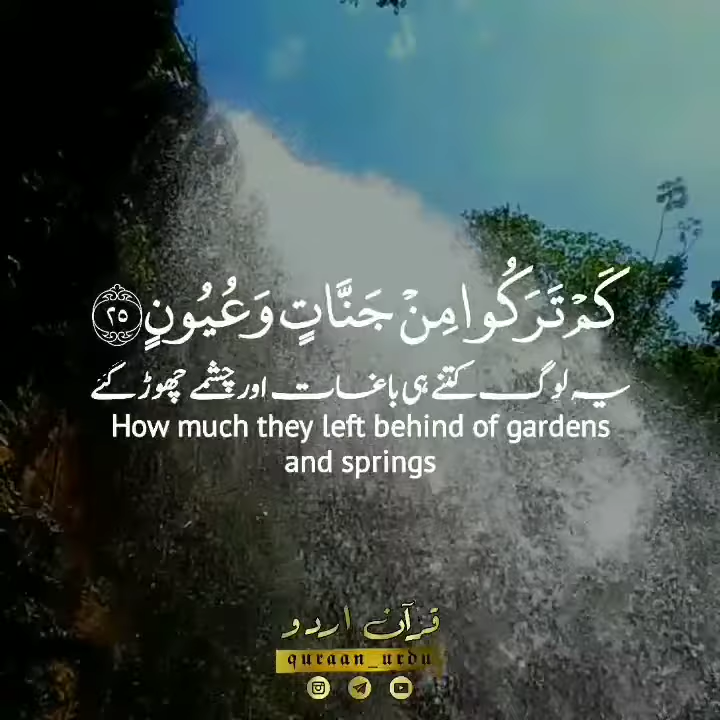 كَمۡ تَرَكُوا مِنۡ جَنَّاتٍ وَعُيُونٍ ٢٥
یہ لوگ کتنے ہی باغات اور چشمے چھوڑ گئے
How much they left behind of gardens
and springs
قرآن اردو
quraan_urdu